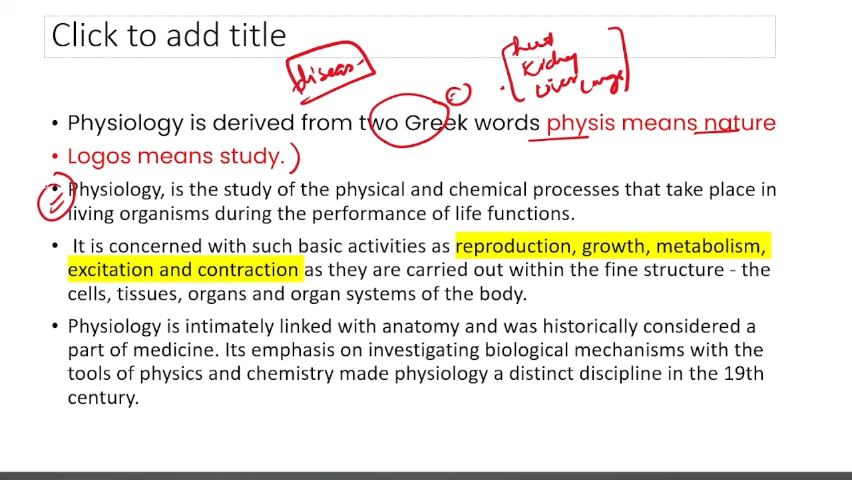 Click to add title
diseas
heart
Kidney
Liver Lungs
• Physiology is derived from two Greek words physis means nature
• Logos means study.
• Physiology, is the study of the physical and chemical processes that take place in
living organisms during the performance of life functions.
• It is concerned with such basic activities as reproduction, growth, metabolism,
excitation and contraction as they are carried out within the fine structure - the
cells, tissues, organs and organ systems of the body.
• Physiology is intimately linked with anatomy and was historically considered a
part of medicine. Its emphasis on investigating biological mechanisms with the
tools of physics and chemistry made physiology a distinct discipline in the 19th
century.